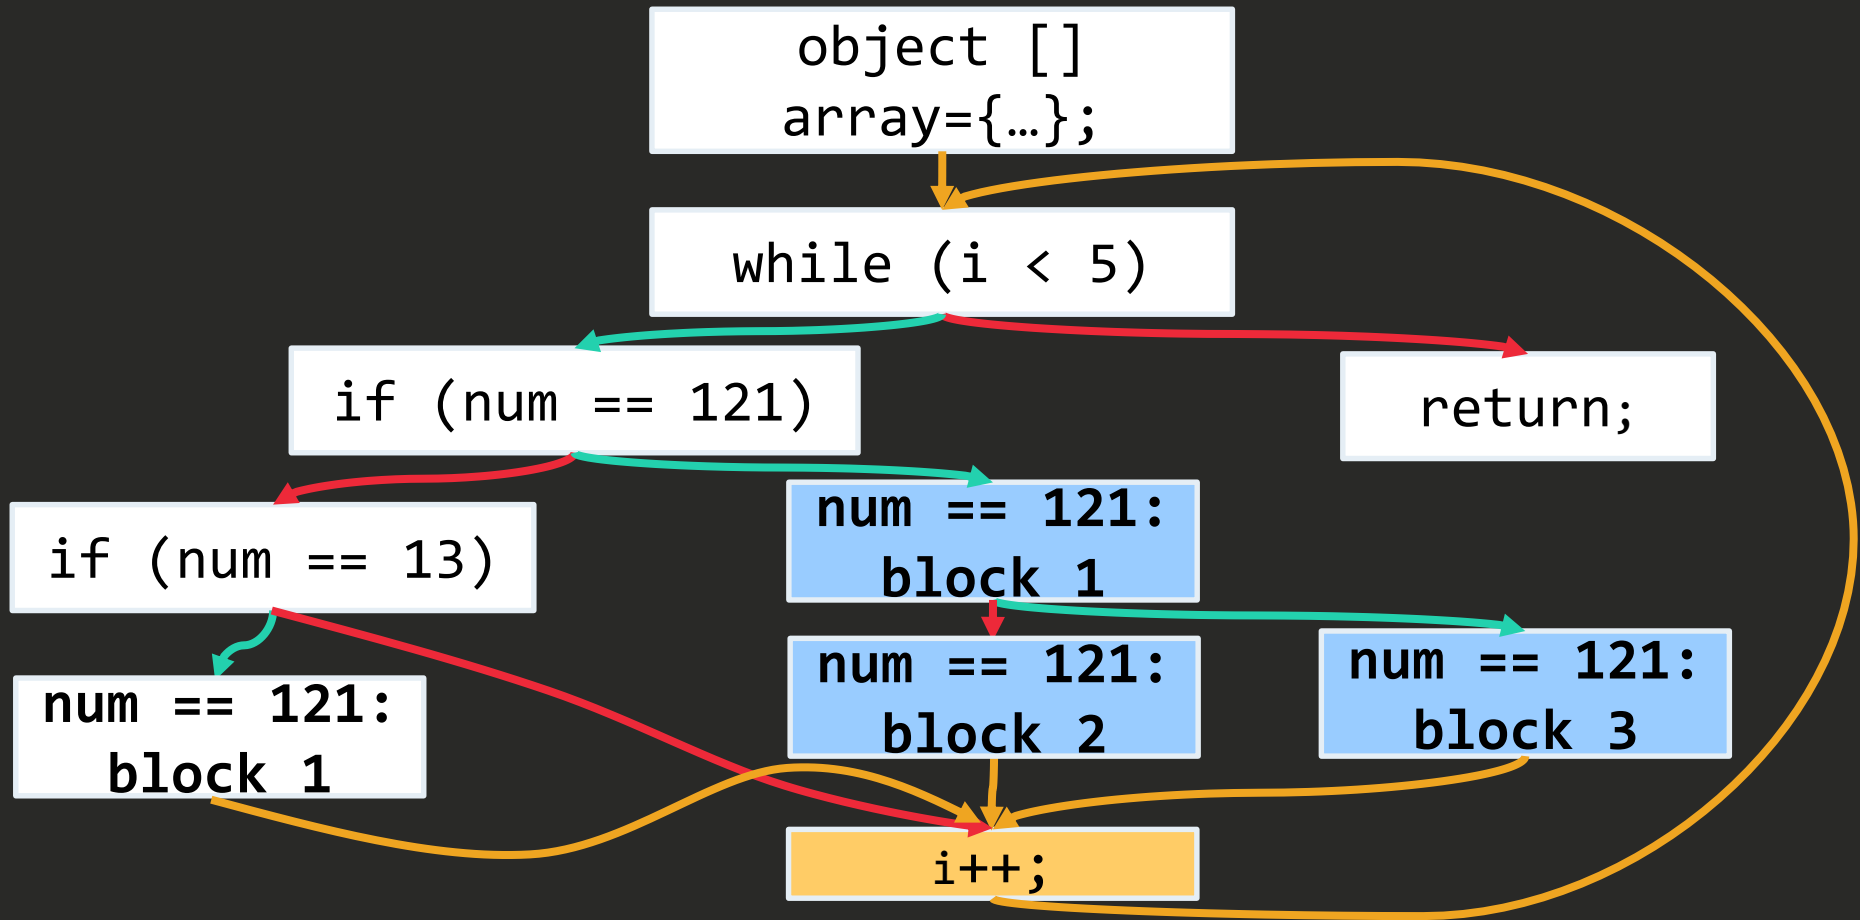 object []
array={…};
while (i < 5)
if (num == 121)
return;
if (num == 13)
num == 121:
block 1
num == 121:
block 2
num == 121:
block 3
num == 121:
block 1
i++;